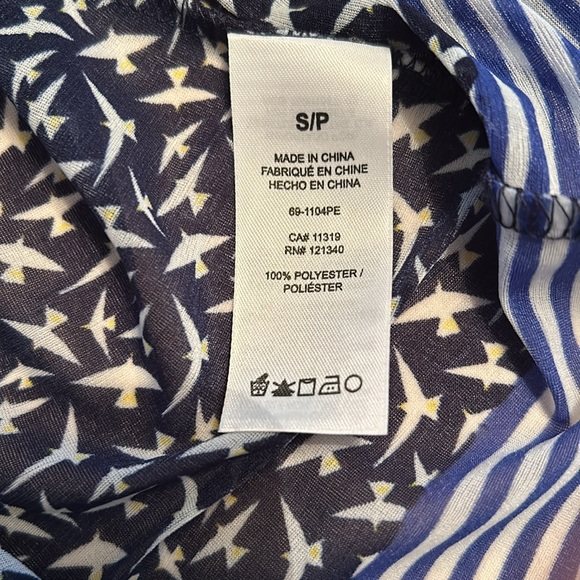 S/P
MADE IN CHINA
FABRIQUÉ EN CHINE
HECHO EN CHINA
69-1104PE
CA# 11319
RN# 121340
100% POLYESTER /
POLIÉSTER